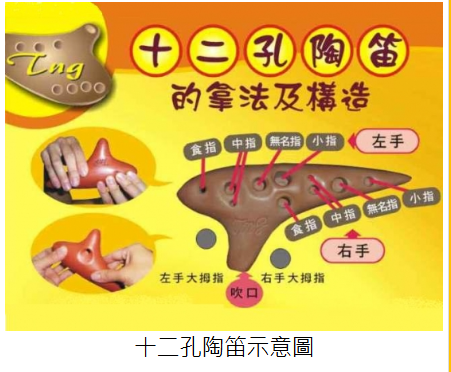 Tng
十二孔陶笛
的拿法及構造
食指
中指
無名指
小指
左手
Tng
食指
中指
無名指
小指
右手
左手大拇指
右手大拇指
吹口
十二孔陶笛示意圖